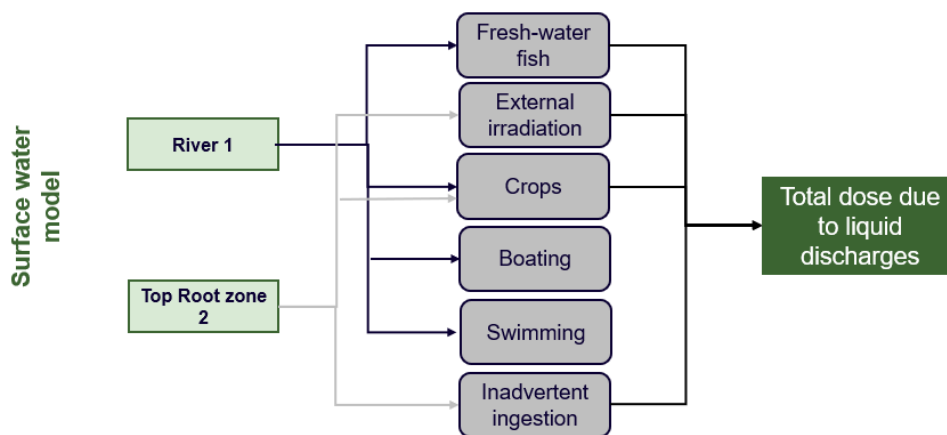 Surface water
model
River 1
Top Root zone
2
Fresh-water
fish
External
irradiation
Crops
Boating
Swimming
Inadvertent
ingestion
Total dose due
to liquid
discharges